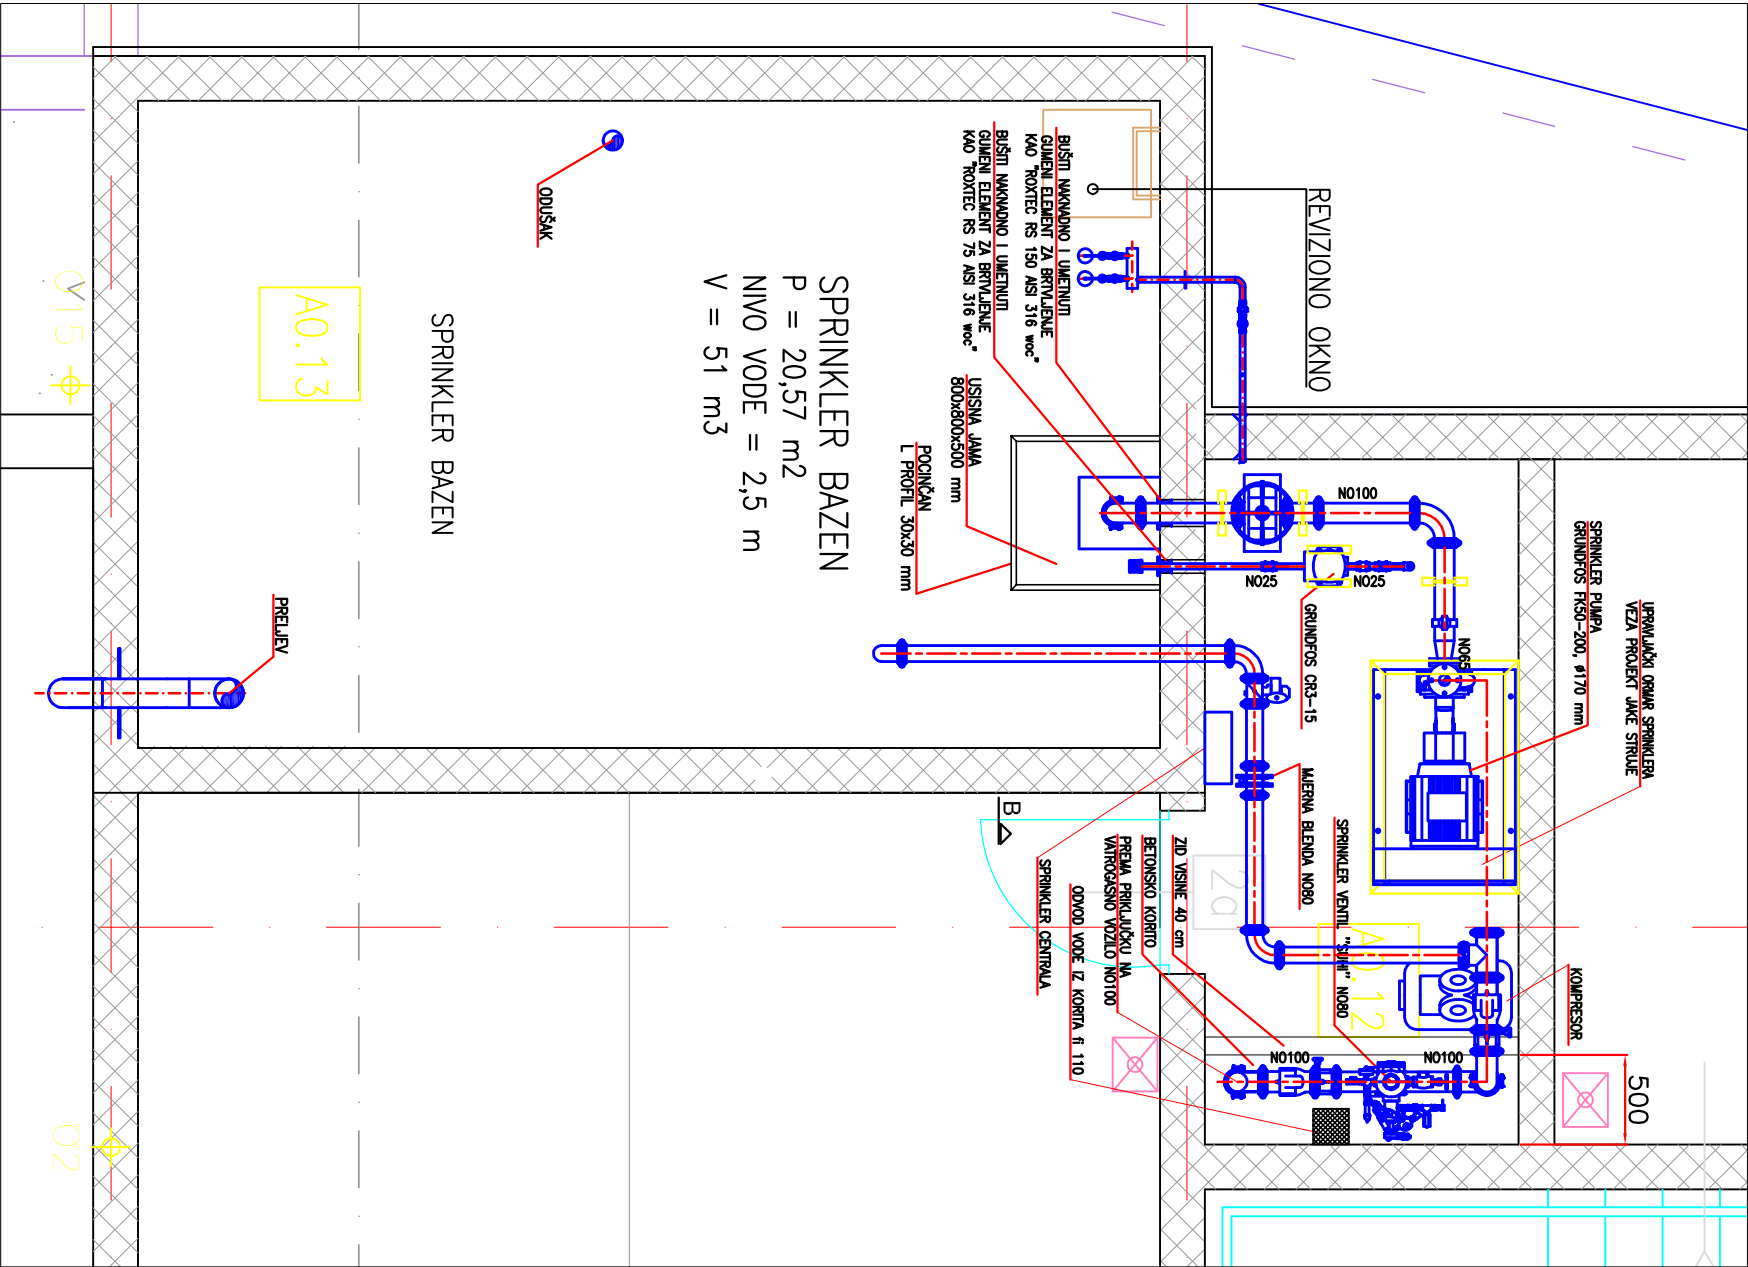 REVIZIONO OKNO
BUŠITI NAKNADNO I UMETNUTI
GUMENI ELEMENT ZA BRTVLJENJE
KAO "ROXTEC RS 150 AISI 316 woc"
BUŠITI NAKNADNO I UMETNUTI
GUMENI ELEMENT ZA BRTVLJENJE
KAO "ROXTEC RS 75 AISI 316 woc"
ODUŠAK
SPRINKLER BAZEN
P = 20,57 m2
NIVO VODE = 2,5 m
V = 51 m3
SPRINKLER BAZEN
A0.13
015
USISNA JAMA
800x800x500 mm
POCINČAN
L PROFIL 30x30 mm
PRELJEV
NO100
NO25
NO25
NO65
GRUNDFOS CR3-15
SPRINKLER PUMPA
GRUNDFOS FK50-200, ø170 mm
UPRAVLJAČKI ORMAR SPRINKLERA
VEZA PROJEKT JAKE STRUJE
MJERNA BLENDA NO80
SPRINKLER VENTIL "SUHI" NO80
B
ZID VISINE 40 cm
BETONSKO KORITO
PREMA PRIKLJUČKU NA
VATROGASNO VOZILO NO100
ODVOD VODE IZ KORITA fi 110
SPRINKLER CENTRALA
2a
A0.12
KOMPRESOR
NO100
NO100
500
02